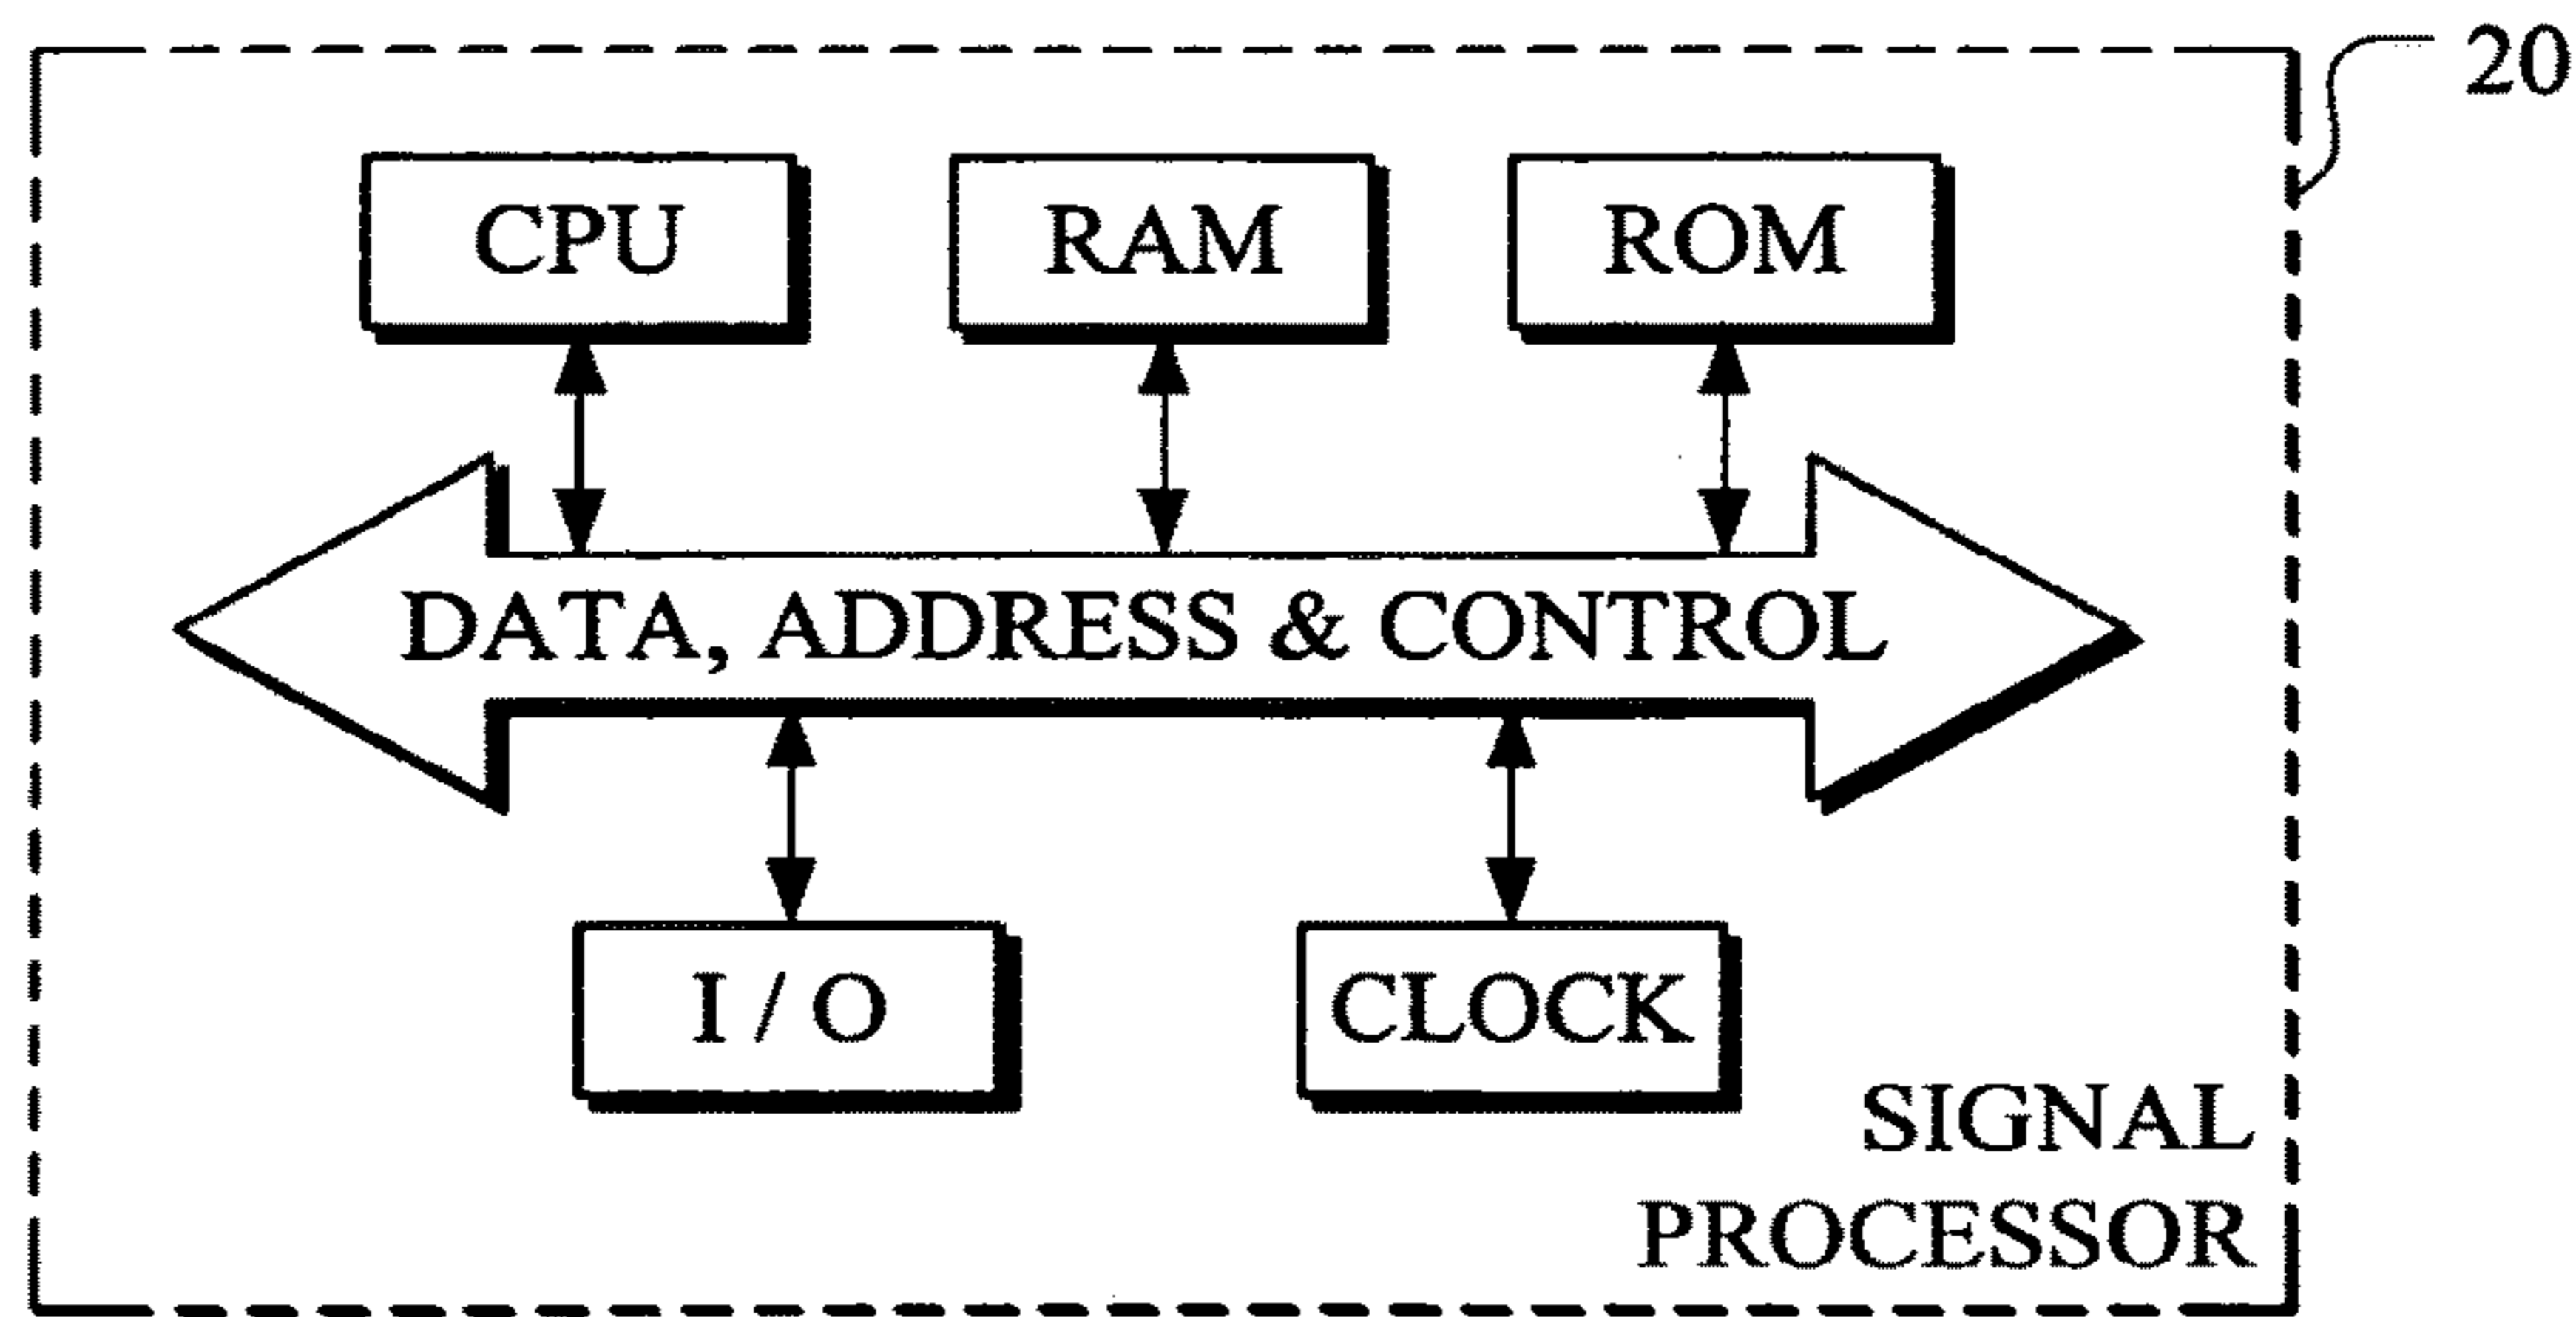 20
CPU
RAM
ROM
DATA, ADDRESS & CONTROL
I / O
CLOCK
SIGNAL
PROCESSOR